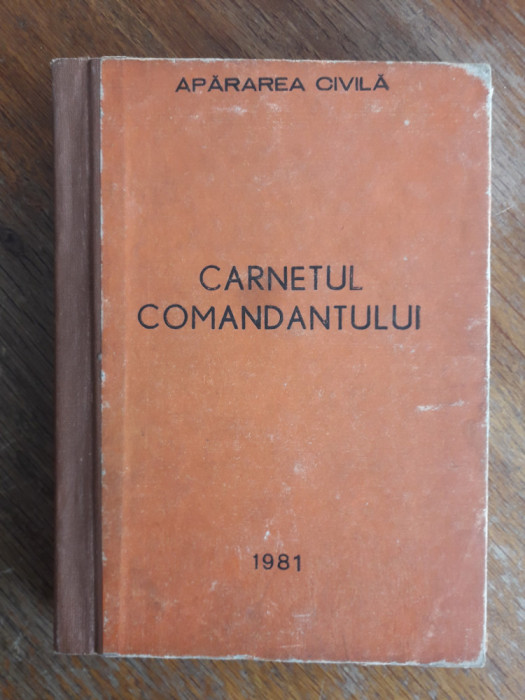 APĂRAREA CIVILĂ
CARNETUL
COMANDANTULUI
1981